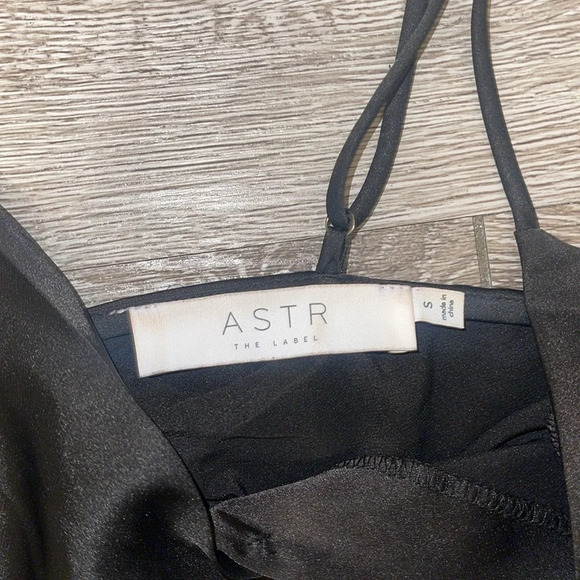 ASTR
THE LABEL
S
made in
china